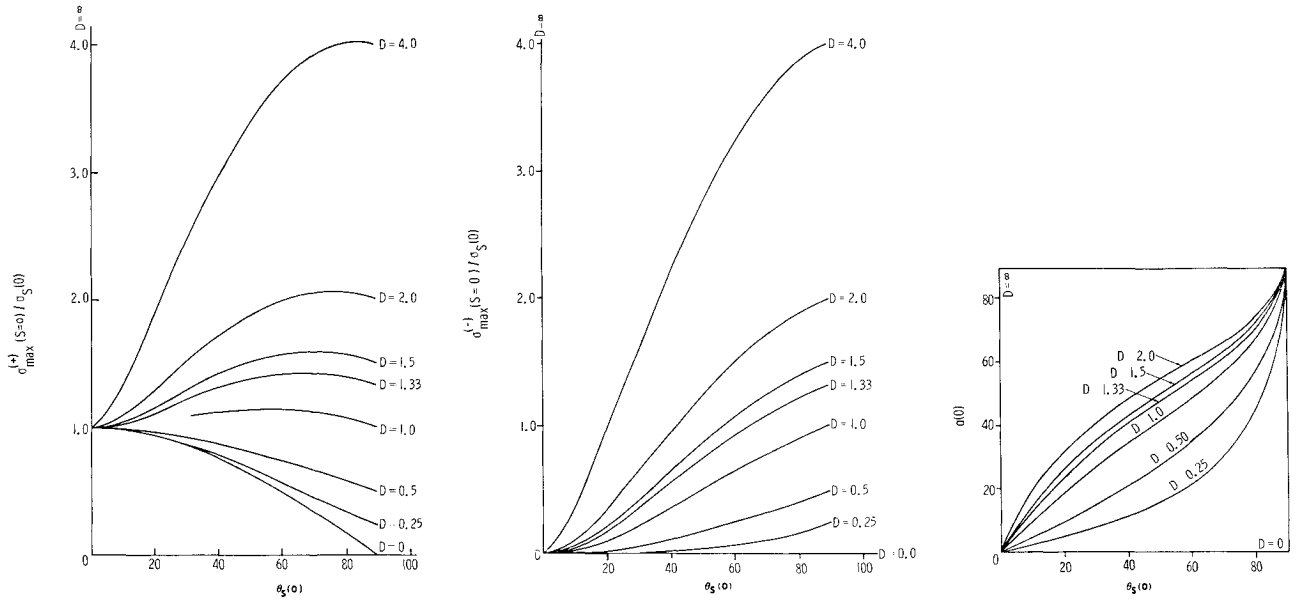 D=∞
4.0
D=4.0
3.0
2.0
D=2.0
D=1.5
D=1.33
1.0
D=1.0
D=0.5
D=0.25
D=0
0
20
40
60
80
100
σ(+)max (S=0) / σS(0)
θS(0)
D=∞
4.0
D=4.0
3.0
2.0
D=2.0
D=1.5
D=1.33
1.0
D=1.0
D=0.5
D=0.25
D=0.0
0
20
40
60
80
100
σ(-)max (S=0) / σS(0)
θS(0)
D=∞
80
60
40
20
0
D 2.0
D 1.5
D 1.33
D 1.0
D 0.50
D 0.25
D=0
0
20
40
60
80
α(0)
θS(0)